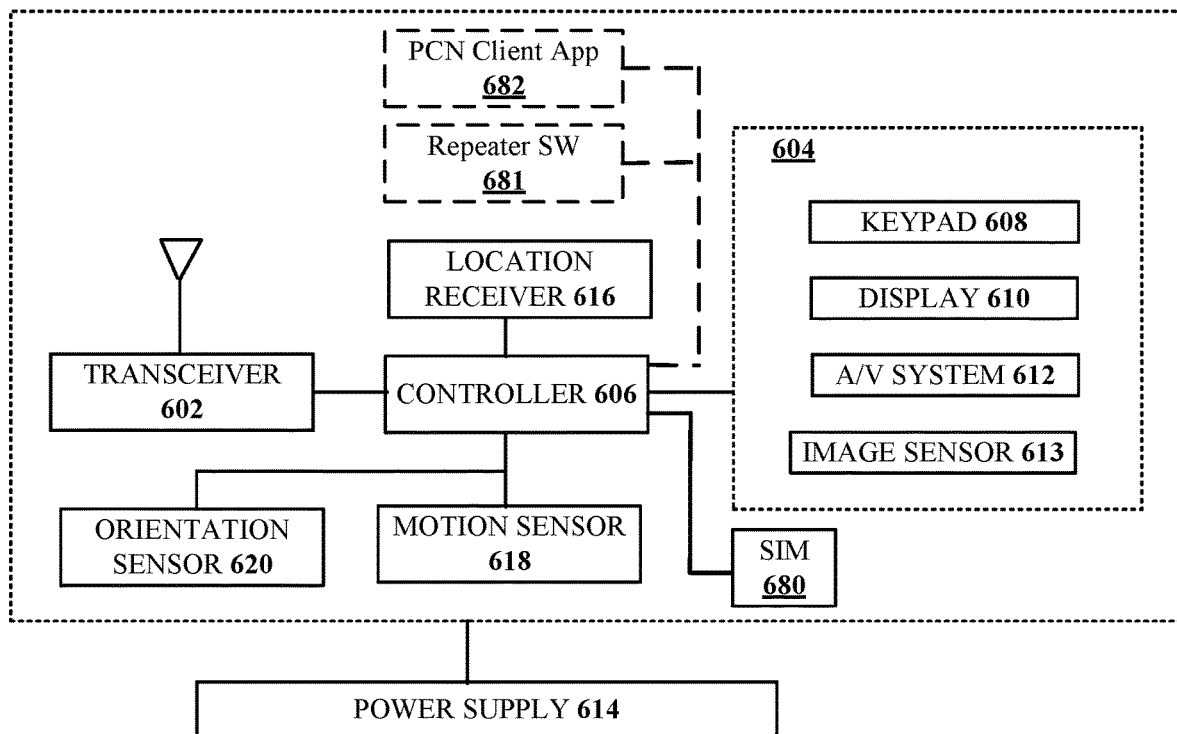 PCN Client App
682
Repeater SW
681
604
KEYPAD 608
DISPLAY 610
A/V SYSTEM 612
IMAGE SENSOR 613
LOCATION
RECEIVER 616
TRANSCEIVER
602
CONTROLLER 606
ORIENTATION
SENSOR 620
MOTION SENSOR
618
SIM
680
POWER SUPPLY 614